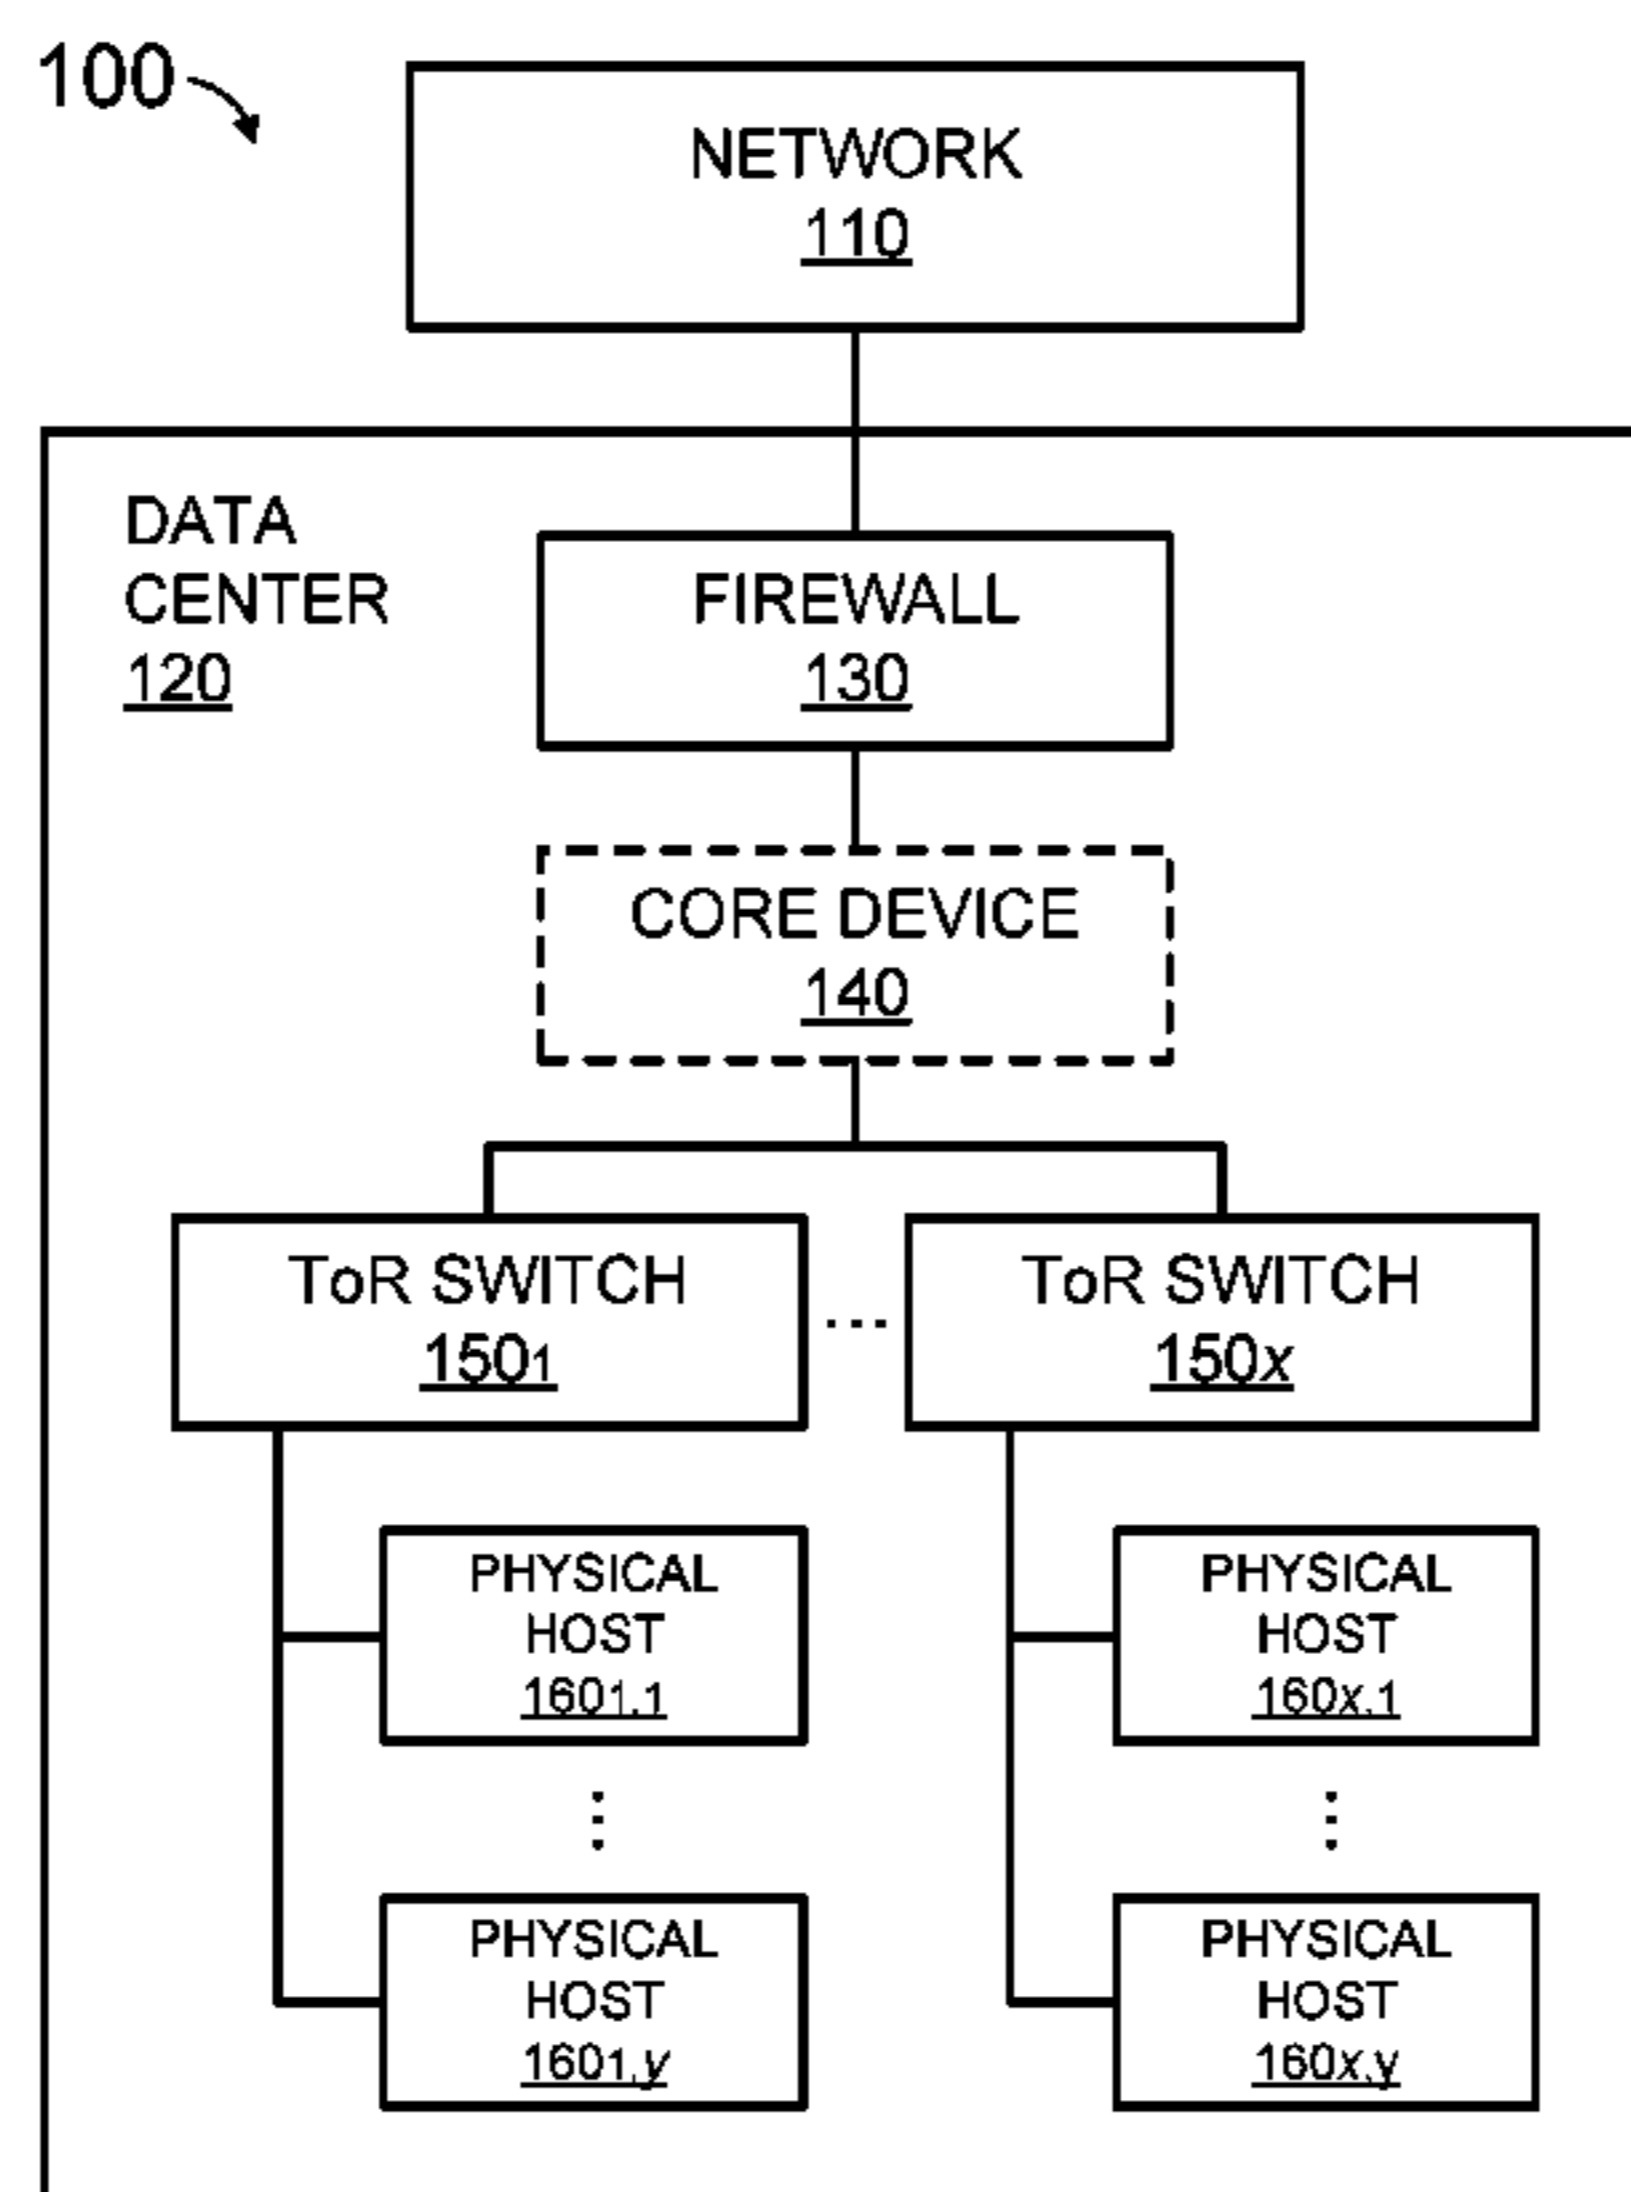 100
NETWORK
110
DATA
CENTER
120
FIREWALL
130
CORE DEVICE
140
ToR SWITCH
150₁
...
ToR SWITCH
150x
PHYSICAL
HOST
160₁,₁
PHYSICAL
HOST
160x,1
PHYSICAL
HOST
160₁,y
PHYSICAL
HOST
160x,y